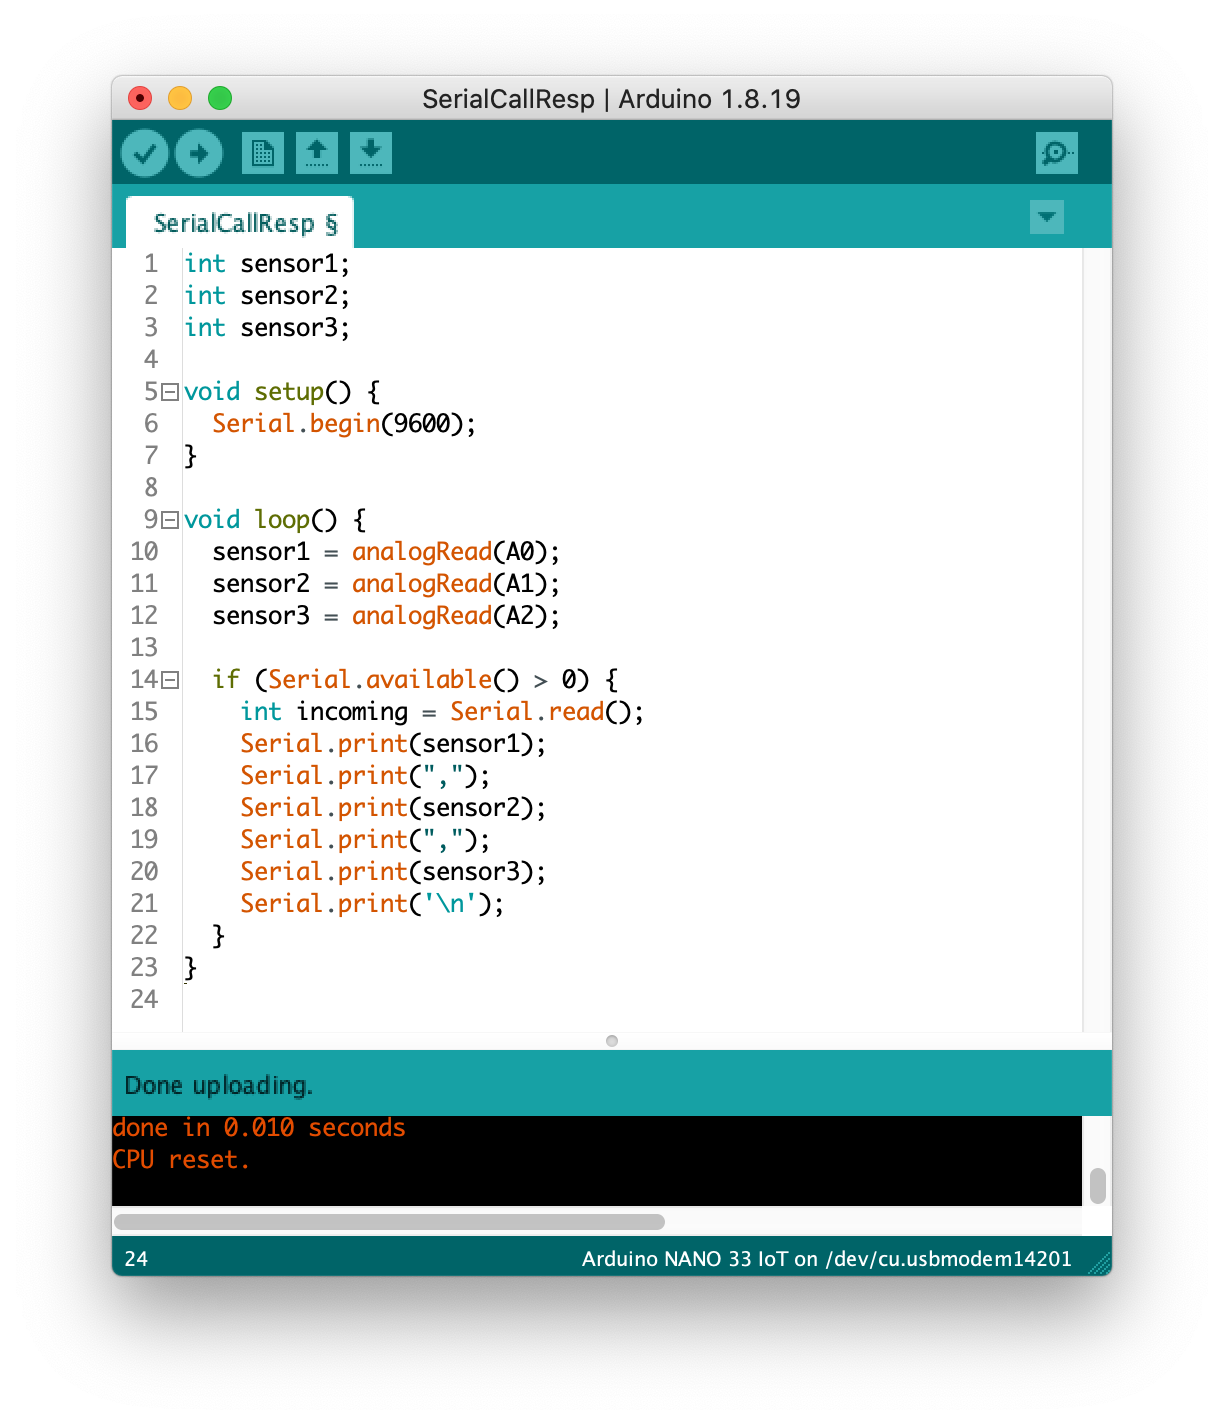 SerialCallResp | Arduino 1.8.19
SerialCallResp §
1 int sensor1;
2 int sensor2;
3 int sensor3;
4
5 void setup() {
6   Serial.begin(9600);
7 }
8
9 void loop() {
10   sensor1 = analogRead(A0);
11   sensor2 = analogRead(A1);
12   sensor3 = analogRead(A2);
13
14   if (Serial.available() > 0) {
15     int incoming = Serial.read();
16     Serial.print(sensor1);
17     Serial.print(",");
18     Serial.print(sensor2);
19     Serial.print(",");
20     Serial.print(sensor3);
21     Serial.print('\n');
22   }
23 }
24
Done uploading.
done in 0.010 seconds
CPU reset.
24 Arduino NANO 33 IoT on /dev/cu.usbmodem14201